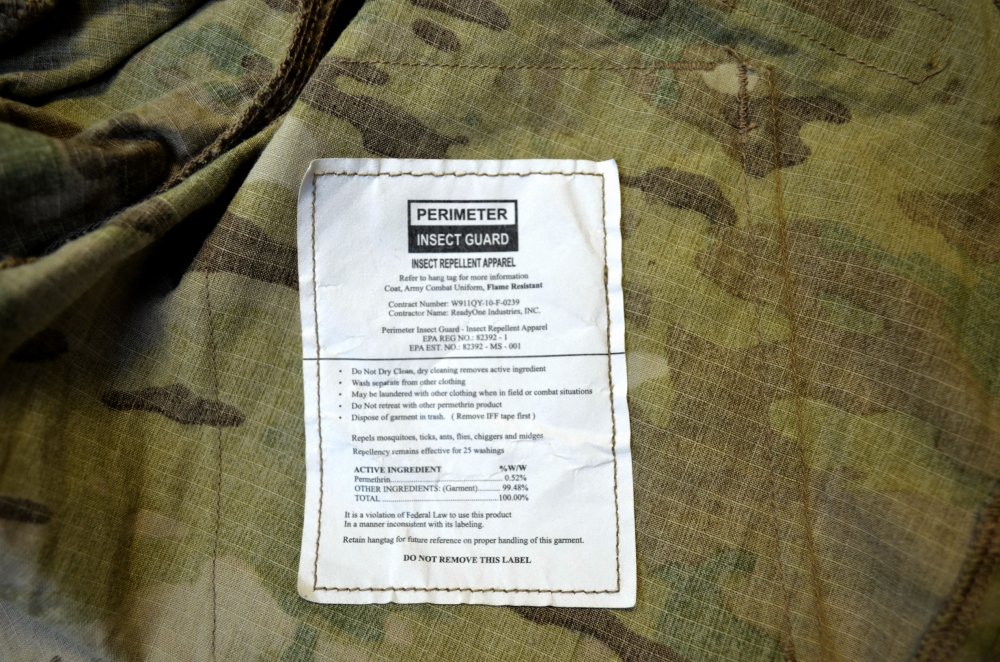 PERIMETER
INSECT GUARD
INSECT REPELLENT APPAREL
Refer to hang tag for more information
Coat, Army Combat Uniform, Flame Resistant
Contract Number: W911QY-10-F-0239
Contractor Name: ReadyOne Industries, INC.
Perimeter Insect Guard - Insect Repellent Apparel
EPA REG NO.: 82392 - 1
EPA EST. NO.: 82392 - MS - 001
• Do Not Dry Clean, dry cleaning removes active ingredient
• Wash separate from other clothing
• May be laundered with other clothing when in field or combat situations
• Do Not retreat with other permethrin product
• Dispose of garment in trash. ( Remove IFF tape first )
Repels mosquitoes, ticks, ants, flies, chiggers and midges
Repellency remains effective for 25 washings
ACTIVE INGREDIENT %W/W
Permethrin.......................................... 0.52%
OTHER INGREDIENTS: (Garment).......... 99.48%
TOTAL ..........................................100.00%
It is a violation of Federal Law to use this product
In a manner inconsistent with its labeling.
Retain hangtag for future reference on proper handling of this garment.
DO NOT REMOVE THIS LABEL